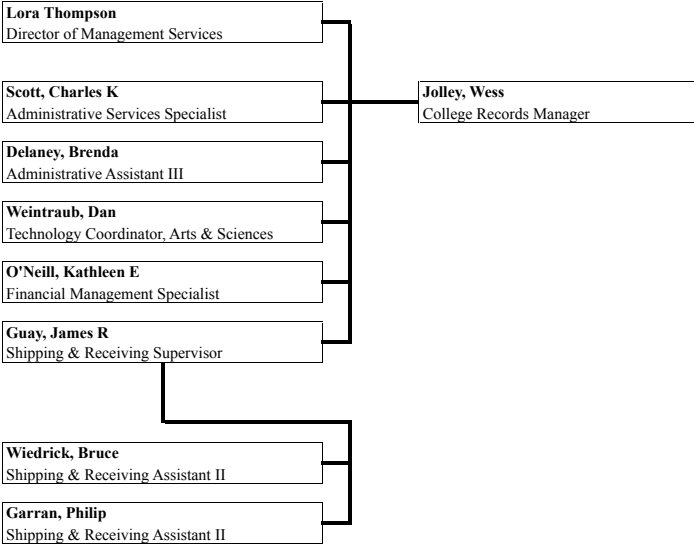 Lora Thompson
Director of Management Services
Scott, Charles K
Administrative Services Specialist
Jolley, Wess
College Records Manager
Delaney, Brenda
Administrative Assistant III
Weintraub, Dan
Technology Coordinator, Arts & Sciences
O'Neill, Kathleen E
Financial Management Specialist
Guay, James R
Shipping & Receiving Supervisor
Wiedrick, Bruce
Shipping & Receiving Assistant II
Garran, Philip
Shipping & Receiving Assistant II